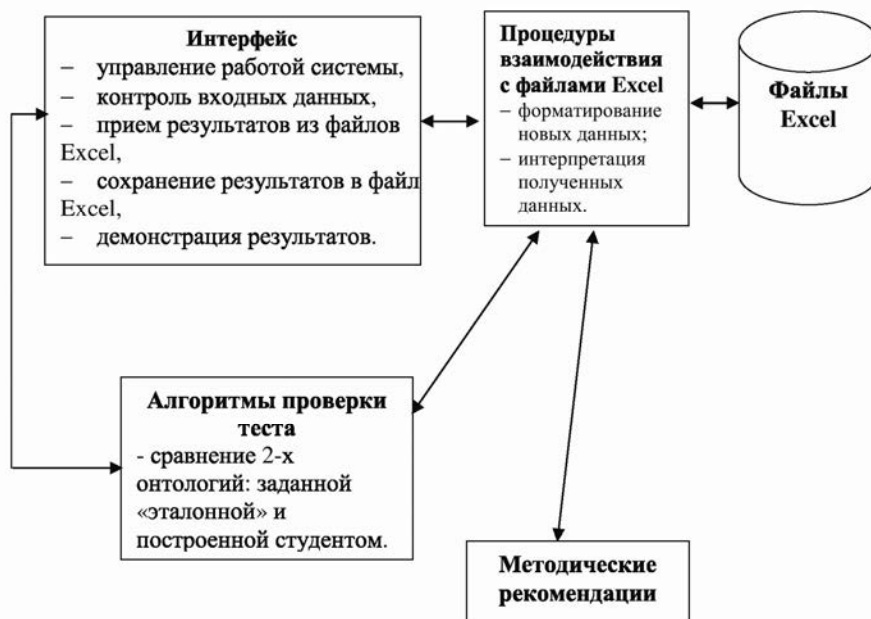 Интерфейс
– управление работой системы,
– контроль входных данных,
– прием результатов из файлов
Excel,
– сохранение результатов в файл
Excel,
– демонстрация результатов.
Процедуры
взаимодействия
с файлами Excel
– форматирование
новых данных;
– интерпретация
полученных
данных.
Файлы
Excel
Алгоритмы проверки
теста
- сравнение 2-х
онтологий: заданной
«эталонной» и
построенной студентом.
Методические
рекомендации